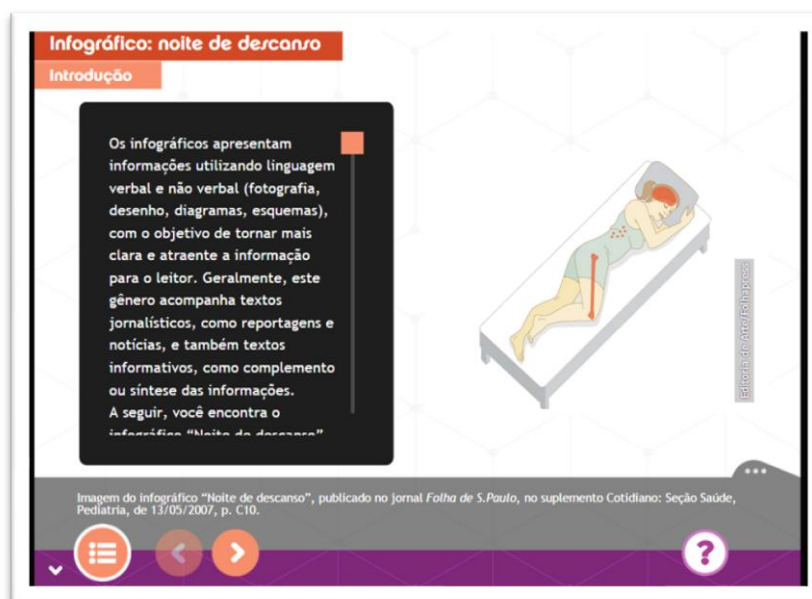 Infográfico: noite de descanso
Introdução
Os infográficos apresentam
informações utilizando linguagem
verbal e não verbal (fotografia,
desenho, diagramas, esquemas),
com o objetivo de tornar mais
clara e atraente a informação
para o leitor. Geralmente, este
gênero acompanha textos
jornalísticos, como reportagens e
notícias, e também textos
informativos, como complemento
ou síntese das informações.
A seguir, você encontra o
infográfico “Noite de descanso”
Editoria de Arte/Folhapress
Imagem do infográfico “Noite de descanso”, publicado no jornal Folha de S.Paulo, no suplemento Cotidiano: Seção Saúde,
Pediatria, de 13/05/2007, p. C10.
?